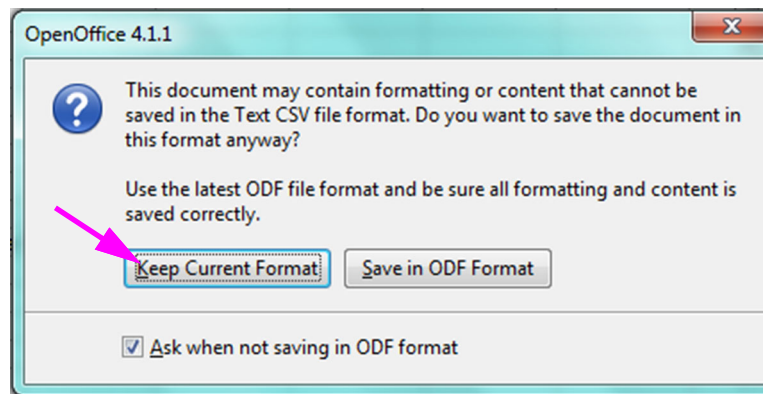 OpenOffice 4.1.1
This document may contain formatting or content that cannot be
saved in the Text CSV file format. Do you want to save the document in
this format anyway?
Use the latest ODF file format and be sure all formatting and content is
saved correctly.
Keep Current Format Save in ODF Format
Ask when not saving in ODF format